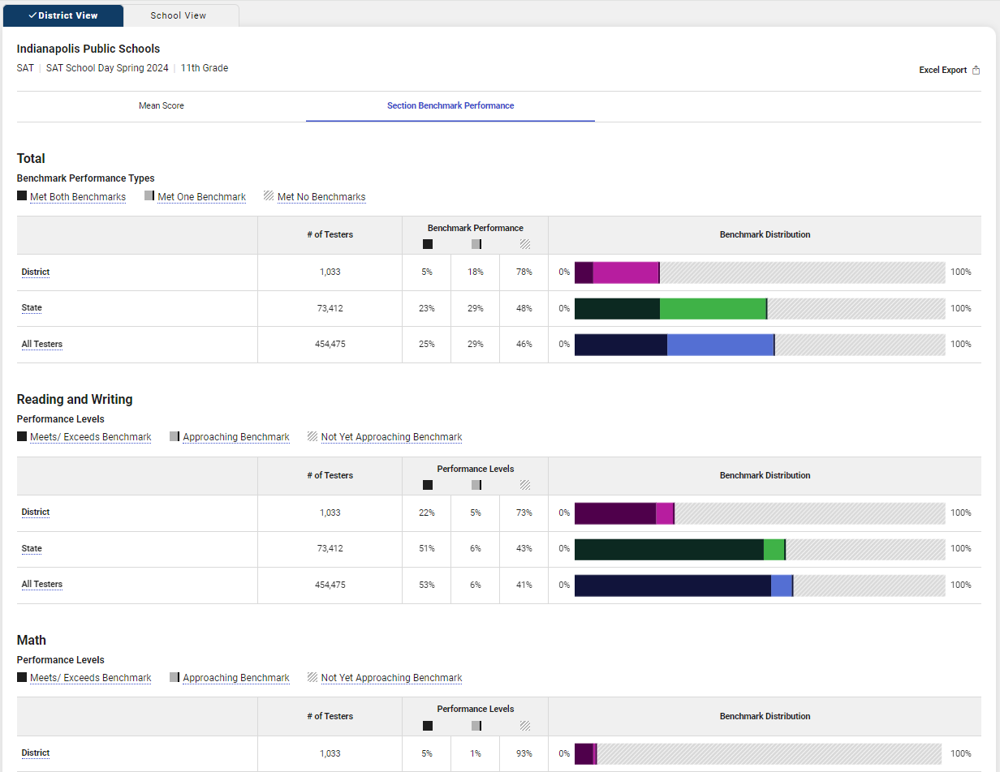 District View School View
Indianapolis Public Schools
SAT | SAT School Day Spring 2024 | 11th Grade
Excel Export
Mean Score Section Benchmark Performance
Total
Benchmark Performance Types
Met Both Benchmarks Met One Benchmark Met No Benchmarks
# of Testers Benchmark Performance Benchmark Distribution
District 1,033 5% 18% 78% 0% 100%
State 73,412 23% 29% 48% 0% 100%
All Testers 454,475 25% 29% 46% 0% 100%
Reading and Writing
Performance Levels
Meets/ Exceeds Benchmark Approaching Benchmark Not Yet Approaching Benchmark
# of Testers Performance Levels Benchmark Distribution
District 1,033 22% 5% 73% 0% 100%
State 73,412 51% 6% 43% 0% 100%
All Testers 454,475 53% 6% 41% 0% 100%
Math
Performance Levels
Meets/ Exceeds Benchmark Approaching Benchmark Not Yet Approaching Benchmark
# of Testers Performance Levels Benchmark Distribution
District 1,033 5% 1% 93% 0% 100%